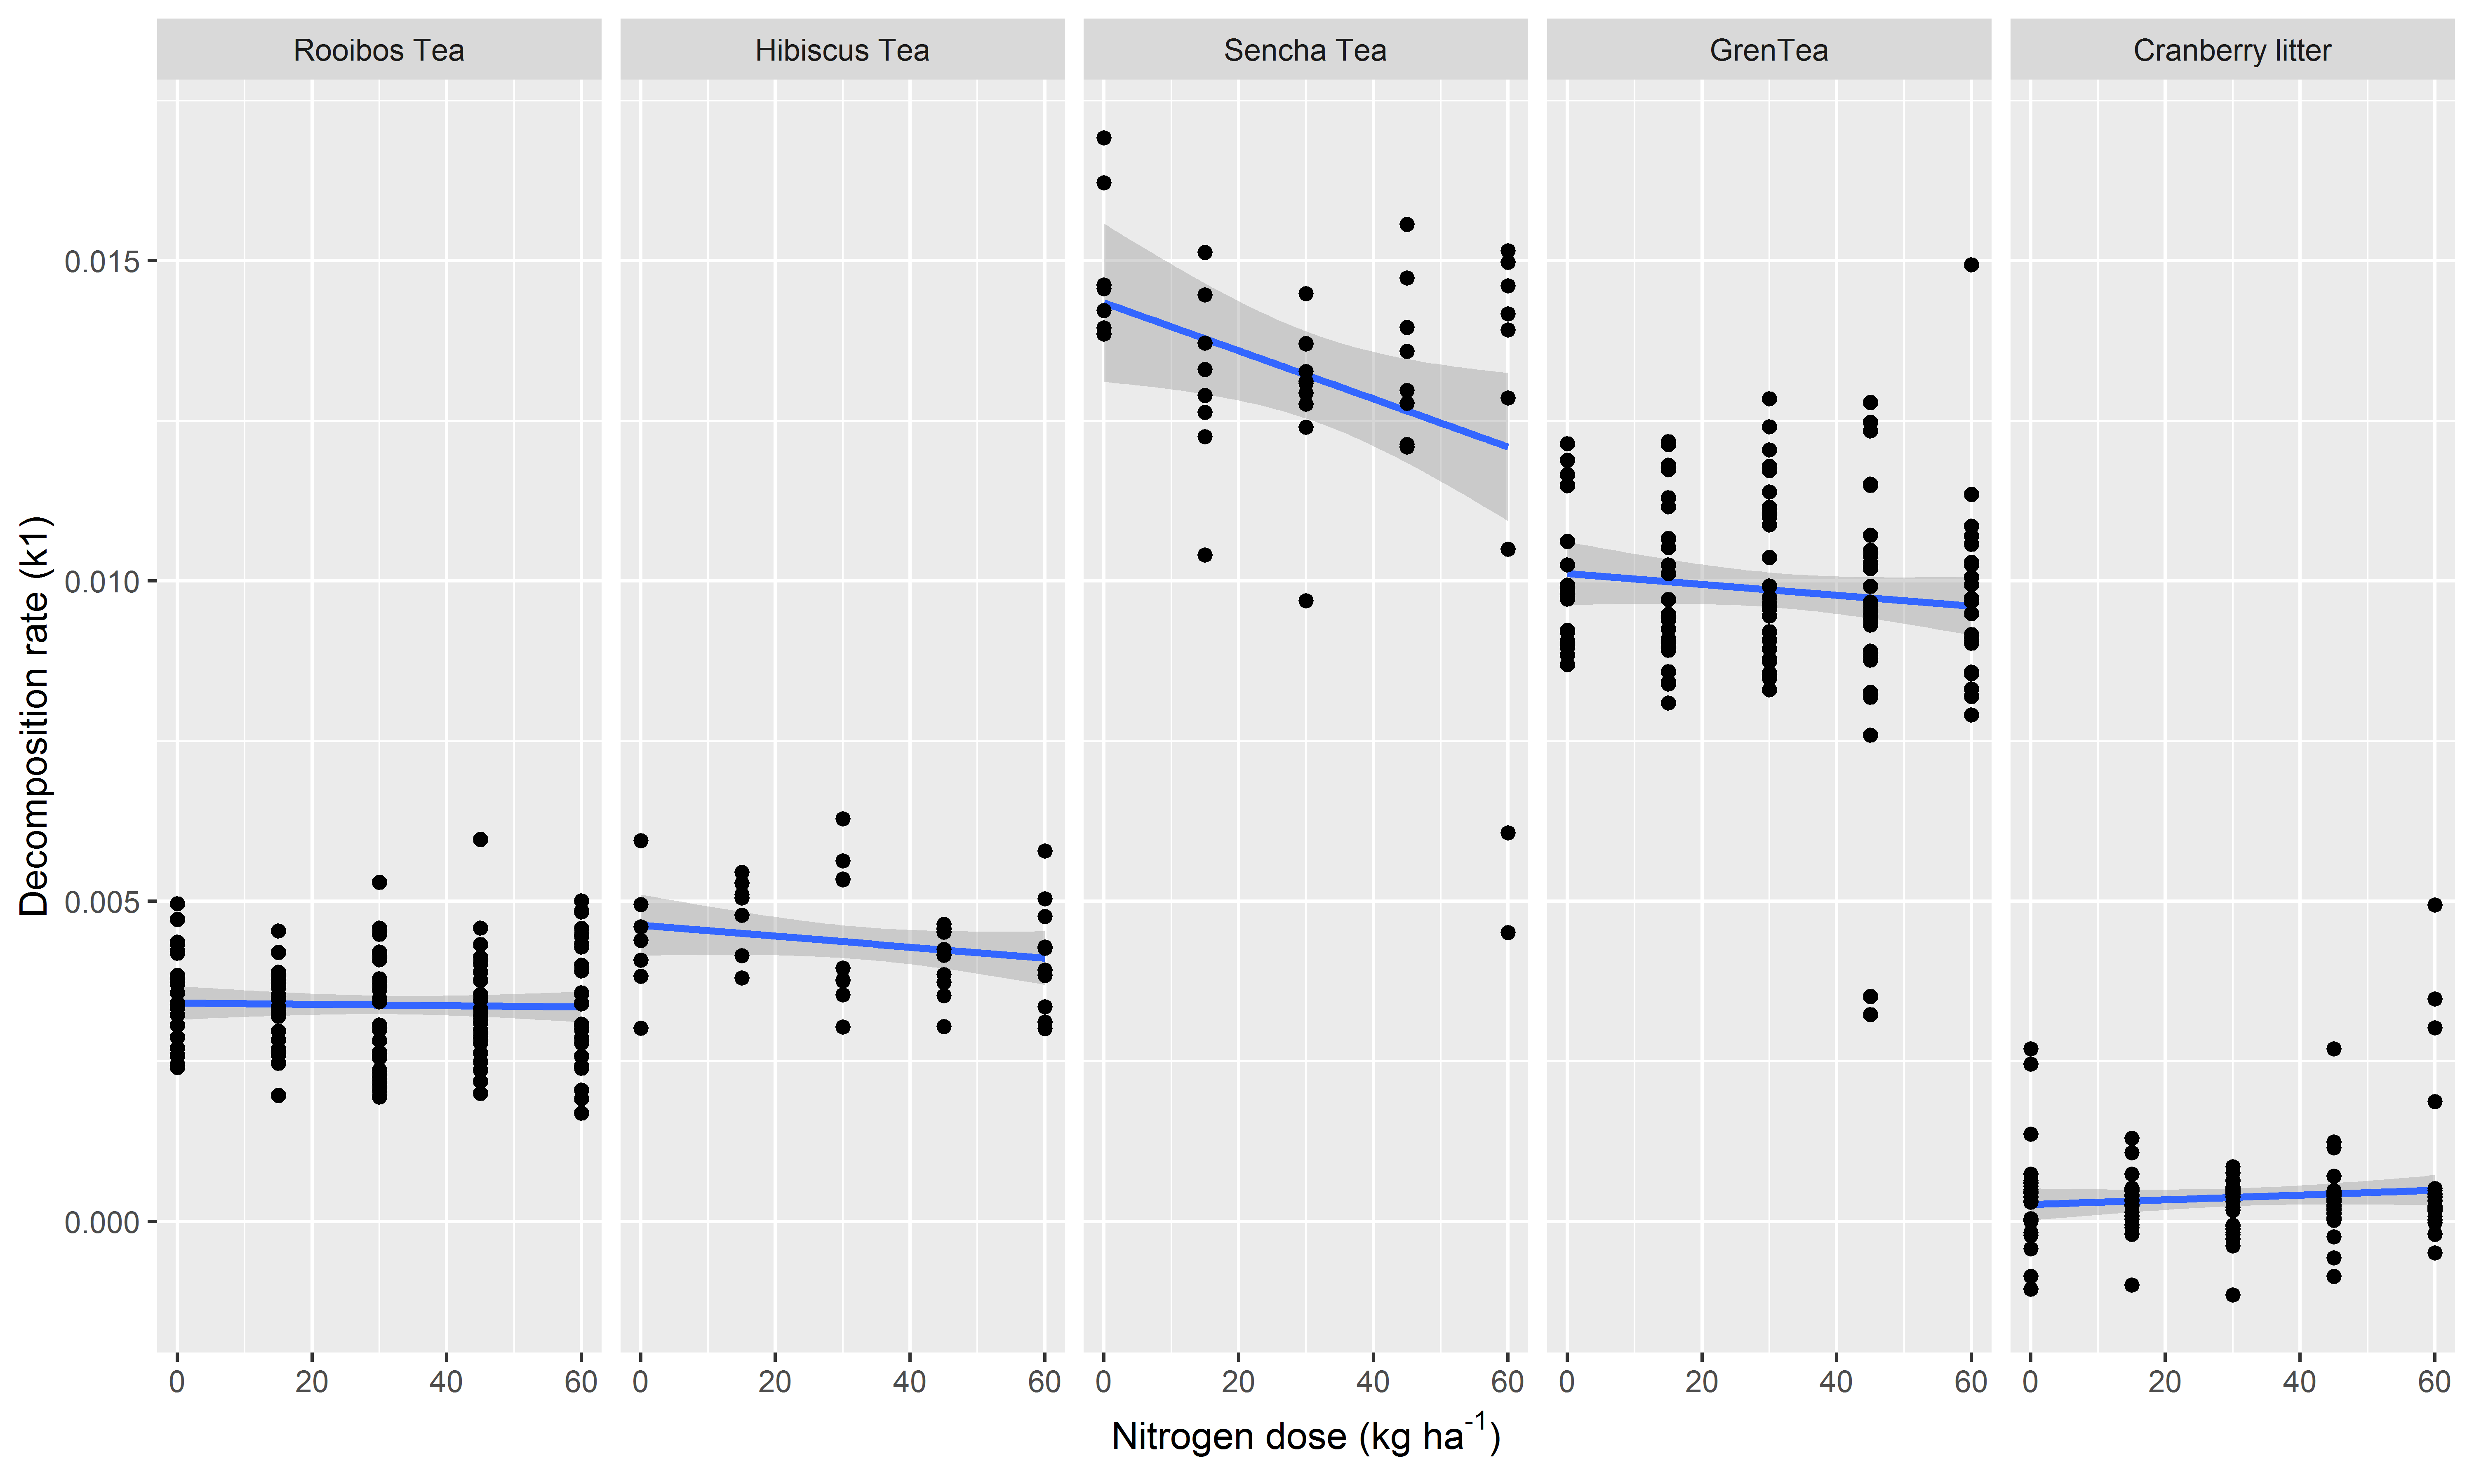 Rooibos Tea
Hibiscus Tea
Sencha Tea
GrenTea
Cranberry litter
Decomposition rate (k1)
0.015
0.010
0.005
0.000
0 20 40 60 0 20 40 60 0 20 40 60 0 20 40 60 0 20 40 60
Nitrogen dose (kg ha⁻¹)